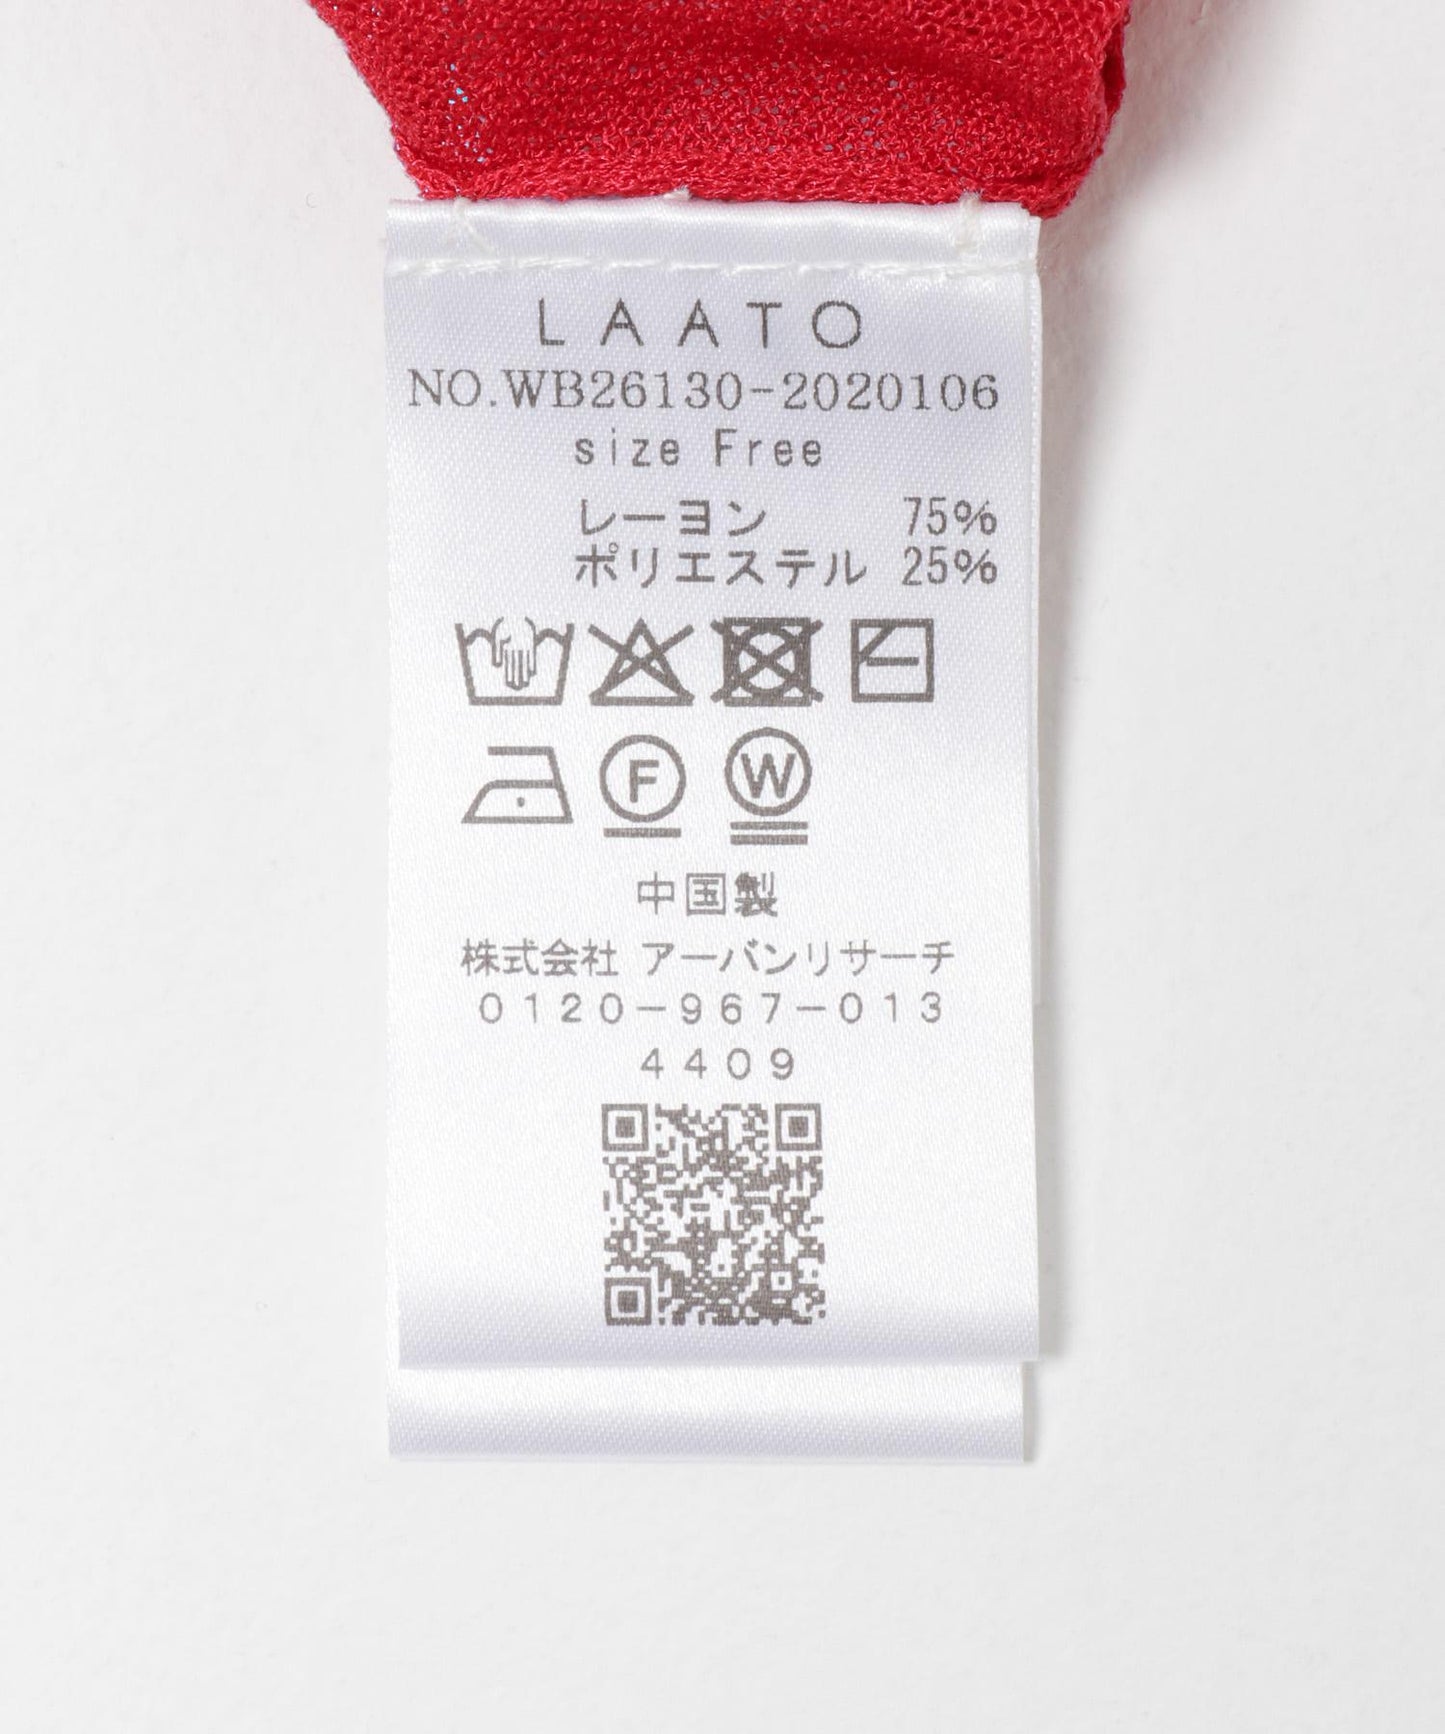 LAATO
NO.WB26130-2020106
size Free
レーヨン 75%
ポリエステル 25%
F W
中国製
株式会社 アーバンリサーチ
0120-967-013
4409